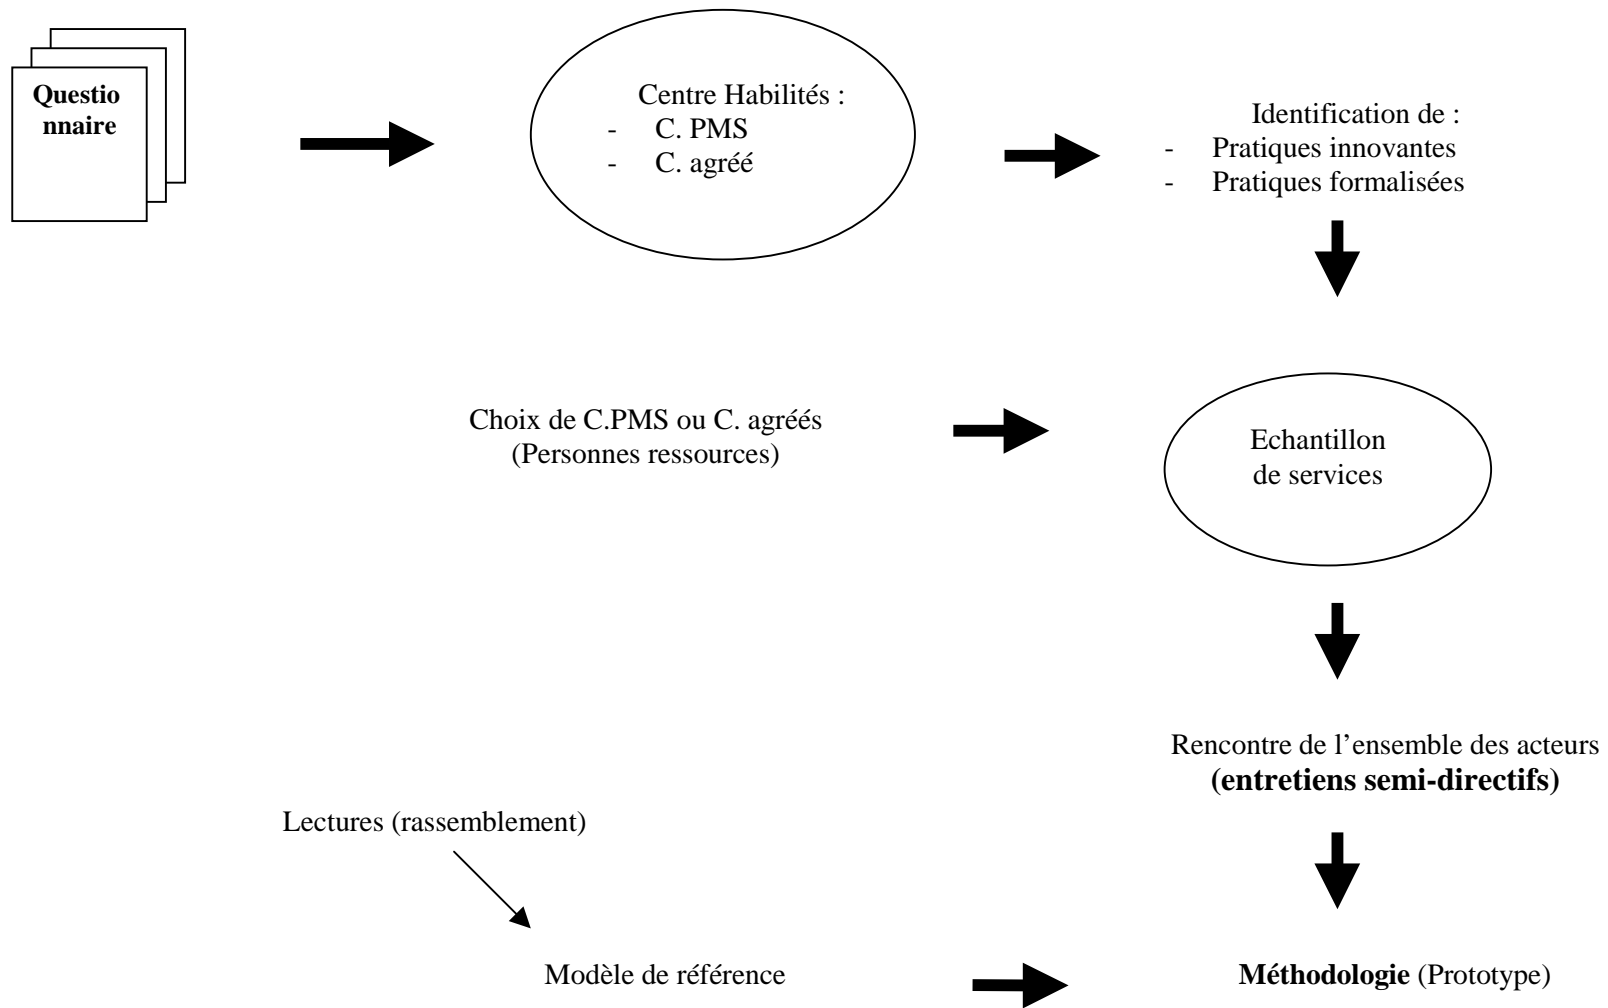 Questio
nnaire
Centre Habilités :
- C. PMS
- C. agréé
Identification de :
- Pratiques innovantes
- Pratiques formalisées
Choix de C.PMS ou C. agréés
(Personnes ressources)
Echantillon
de services
Rencontre de l’ensemble des acteurs
(entretiens semi-directifs)
Lectures (rassemblement)
Modèle de référence
Méthodologie (Prototype)